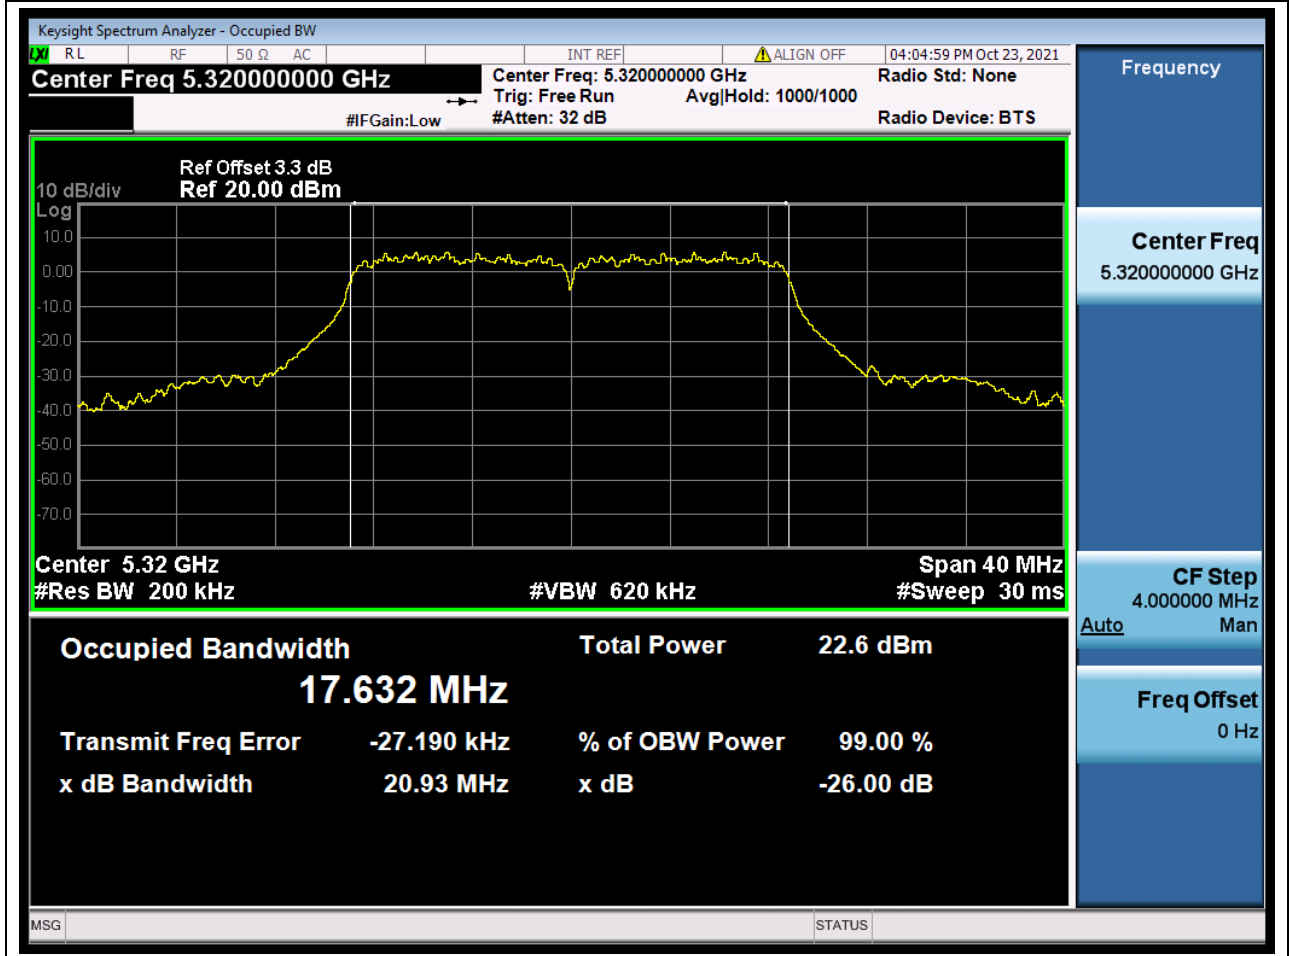 Keysight Spectrum Analyzer - Occupied BW
LXI RL RF 50 Ω AC INT REF ALIGN OFF 04:04:59 PM Oct 23, 2021
Center Freq 5.320000000 GHz
Center Freq: 5.320000000 GHz
Radio Std: None
Trig: Free Run Avg|Hold: 1000/1000
#IFGain:Low
#Atten: 32 dB
Radio Device: BTS
Ref Offset 3.3 dB
10 dB/div Ref 20.00 dBm
Log
10.0
0.00
-10.0
-20.0
-30.0
-40.0
-50.0
-60.0
-70.0
Center 5.32 GHz Span 40 MHz
#Res BW 200 kHz #VBW 620 kHz #Sweep 30 ms
Occupied Bandwidth Total Power 22.6 dBm
17.632 MHz
Transmit Freq Error -27.190 kHz % of OBW Power 99.00 %
x dB Bandwidth 20.93 MHz x dB -26.00 dB
MSG STATUS
Frequency
Center Freq
5.320000000 GHz
CF Step
4.000000 MHz
Auto Man
Freq Offset
0 Hz